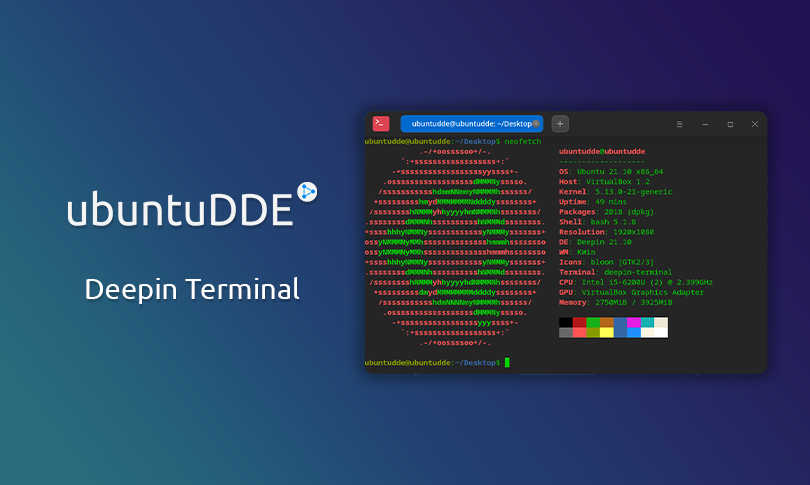 ubuntuDDE
Deepin Terminal
ubuntudde@ubuntudde: ~/Desktop
ubuntudde@ubuntudde:~/Desktop$ neofetch
ubuntudde@ubuntudde
-------------------
OS: Ubuntu 21.10 x86_64
Host: VirtualBox 1.2
Kernel: 5.13.0-21-generic
Uptime: 49 mins
Packages: 2018 (dpkg)
Shell: bash 5.1.8
Resolution: 1920x1080
DE: Deepin 21.10
WM: KWin
Icons: bloom [GTK2/3]
Terminal: deepin-terminal
CPU: Intel i5-6200U (2) @ 2.399GHz
GPU: VirtualBox Graphics Adapter
Memory: 2750MiB / 3925MiB
ubuntudde@ubuntudde:~/Desktop$